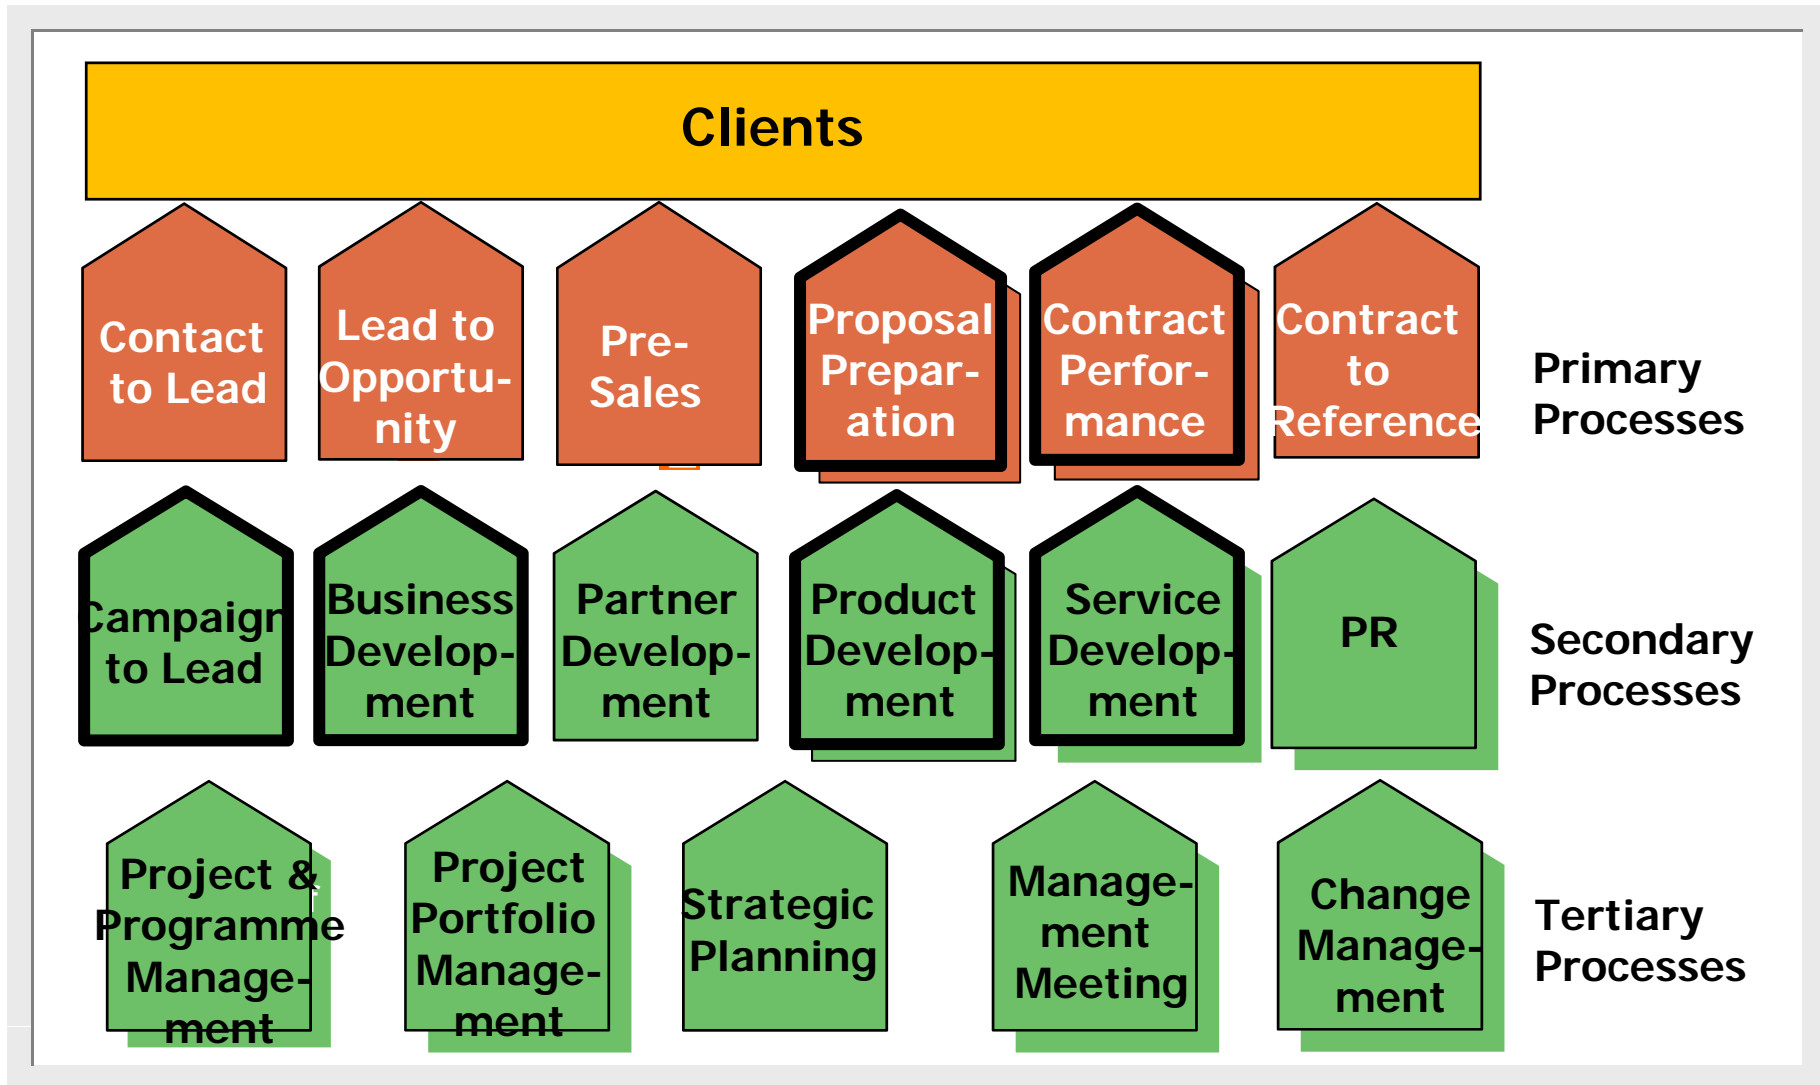 Clients
Contact
to Lead
Lead to
Opportu-
nity
Pre-
Sales
Proposal
Prepar-
ation
Contract
Perfor-
mance
Contract
to
Reference
Primary
Processes
Campaign
to Lead
Business
Develop-
ment
Partner
Develop-
ment
Product
Develop-
ment
Service
Develop-
ment
PR
Secondary
Processes
Project &
Programme
Manage-
ment
Project
Portfolio
Manage-
ment
Strategic
Planning
Manage-
ment
Meeting
Change
Manage-
ment
Tertiary
Processes